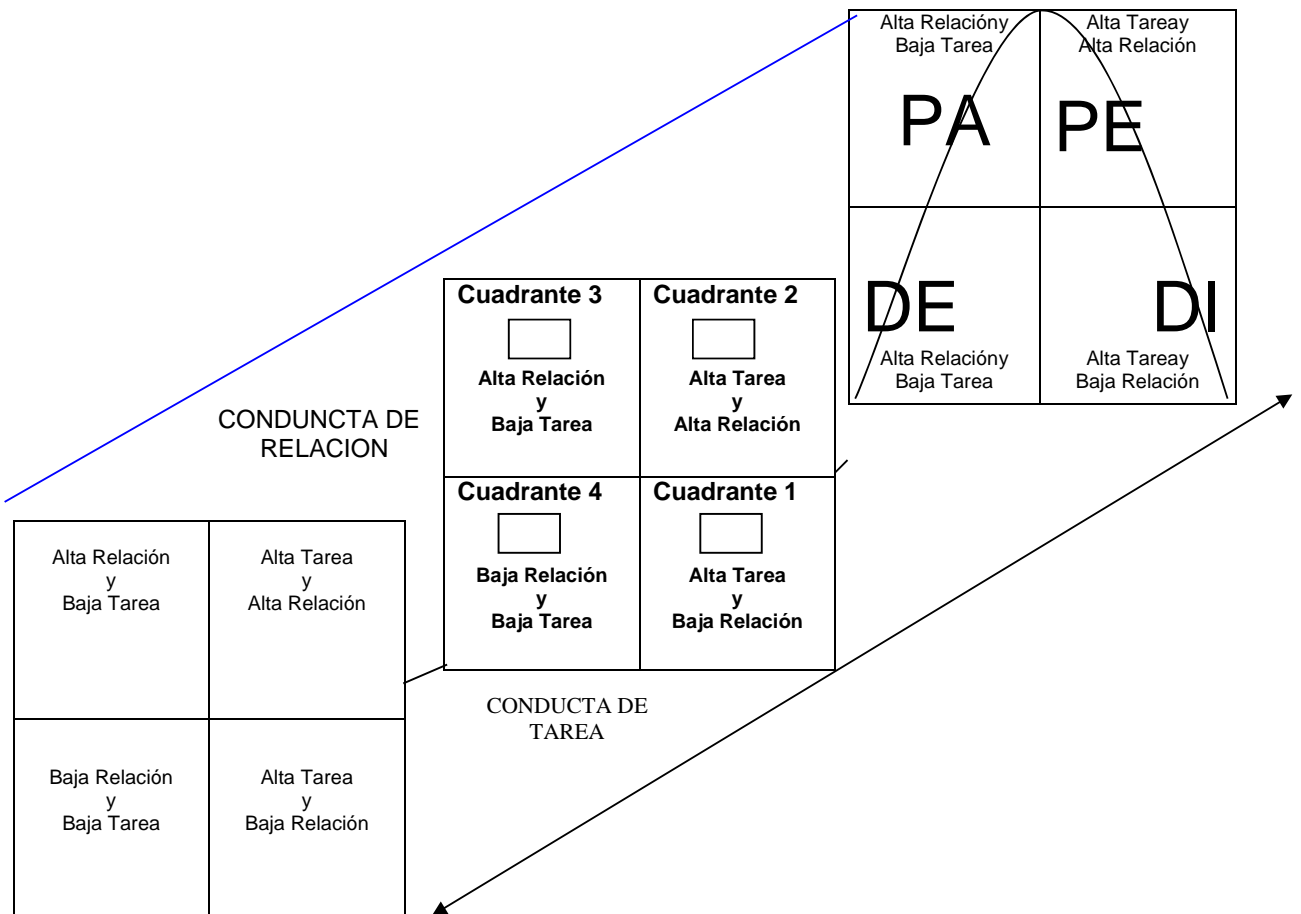 Alta Relacióny
Baja Tarea
Alta Tareay
Alta Relación
PA
PE
DE
DI
Alta Relacióny
Baja Tarea
Alta Tareay
Baja Relación
Cuadrante 3
Alta Relación
y
Baja Tarea
Cuadrante 2
Alta Tarea
y
Alta Relación
Cuadrante 4
Baja Relación
y
Baja Tarea
Cuadrante 1
Alta Tarea
y
Baja Relación
CONDUNCTA DE
RELACION
CONDUCTA DE
TAREA
Alta Relación
y
Baja Tarea
Alta Tarea
y
Alta Relación
Baja Relación
y
Baja Tarea
Alta Tarea
y
Baja Relación